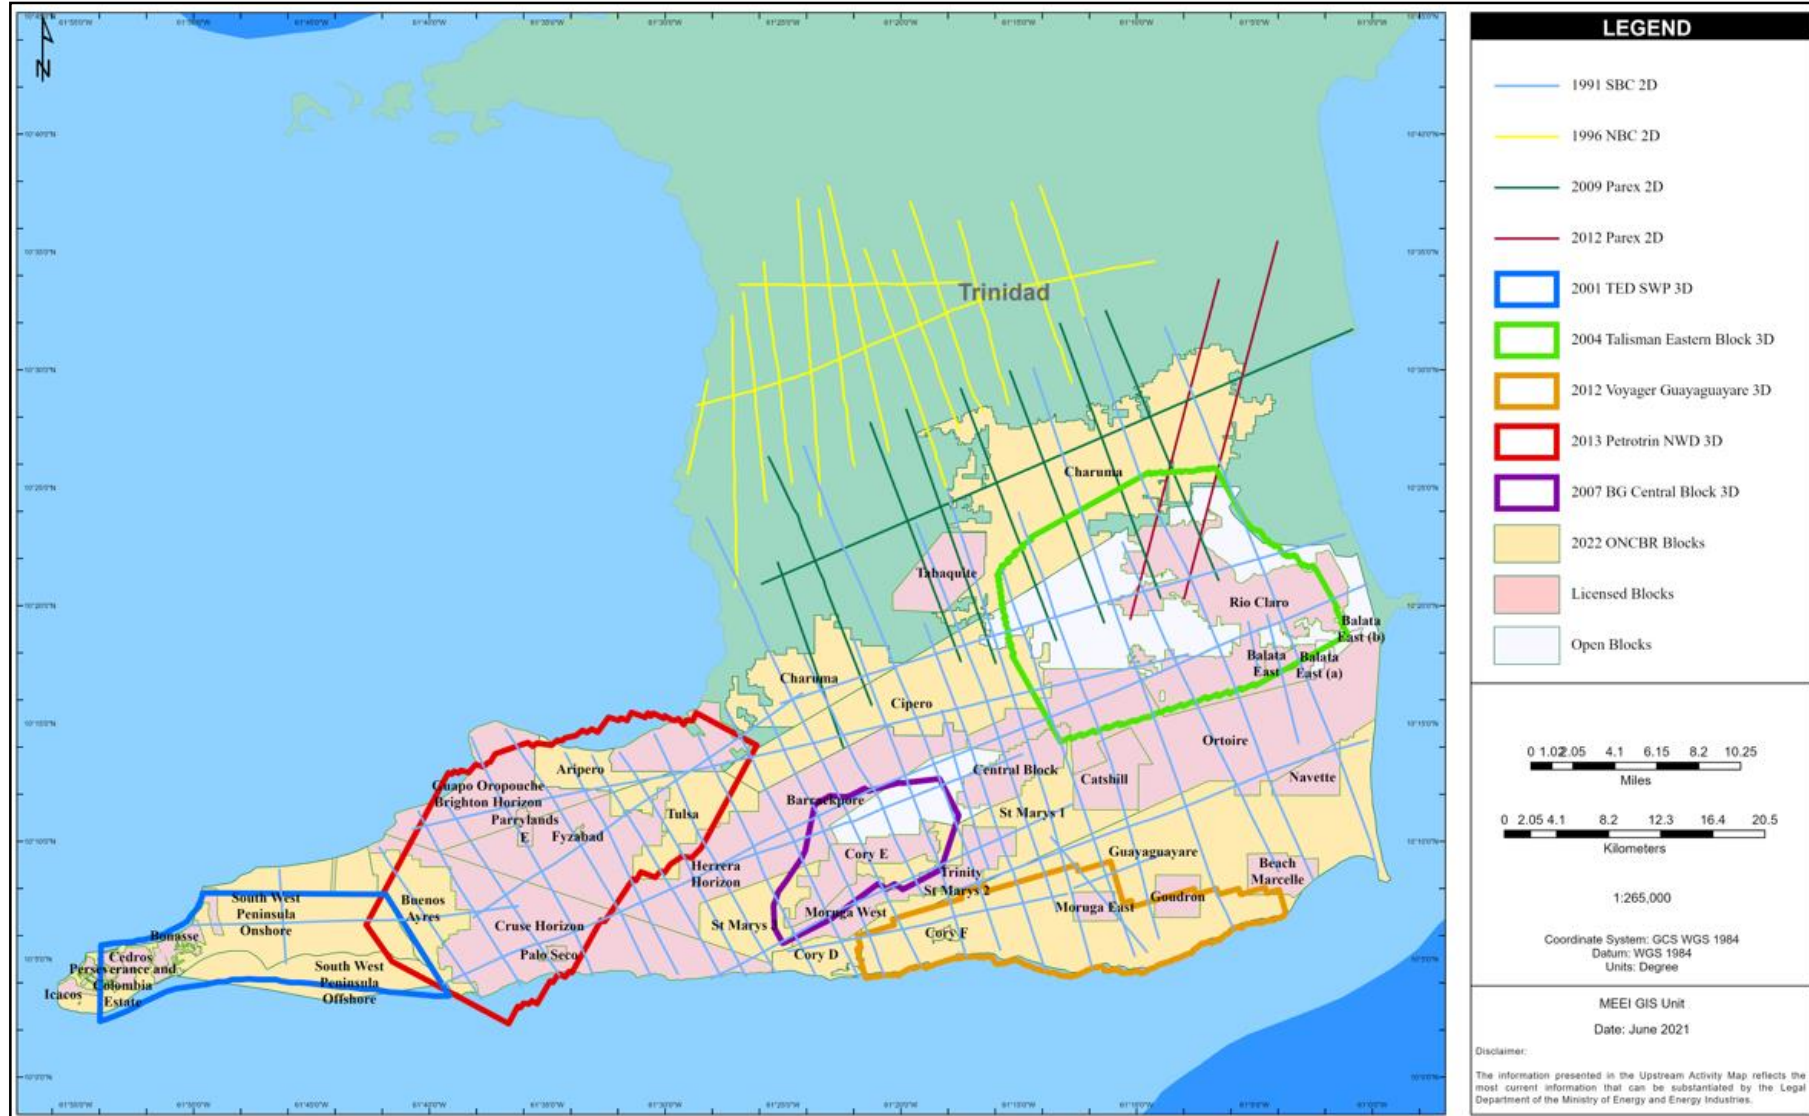 N
Trinidad
Charuma
Tabaquite
Rio Claro
Balata
East (b)
Balata
East
Balata
East (a)
Charuma
Cipero
Ortoire
Aripero
Central Block
Catshill
Navette
Guapo Oropouche
Brighton Horizon
Parrylands
E
Fyzabad
Tulsa
Barrackpore
St Marys 1
Guayaguayare
Cory E
Herrera
Horizon
Trinity
St Marys 2
Beach
Marcelle
Goudron
Moruga East
South West
Peninsula
Onshore
Buenos
Ayres
Cruse Horizon
Moruga West
St Marys
Cory F
Bonasse
Cedros
Perseverance and
Colombia
Estate
Icacos
Palo Seco
South West
Peninsula
Offshore
Cory D
LEGEND
1991 SBC 2D
1996 NBC 2D
2009 Parex 2D
2012 Parex 2D
2001 TED SWP 3D
2004 Talisman Eastern Block 3D
2012 Voyager Guayaguayare 3D
2013 Petrotrin NWD 3D
2007 BG Central Block 3D
2022 ONCBR Blocks
Licensed Blocks
Open Blocks
0 1.02 2.05 4.1 6.15 8.2 10.25
Miles
0 2.05 4.1 8.2 12.3 16.4 20.5
Kilometers
1:265,000
Coordinate System: GCS WGS 1984
Datum: WGS 1984
Units: Degree
MEEI GIS Unit
Date: June 2021
Disclaimer:
The information presented in the Upstream Activity Map reflects the
most current information that can be substantiated by the Legal
Department of the Ministry of Energy and Energy Industries.